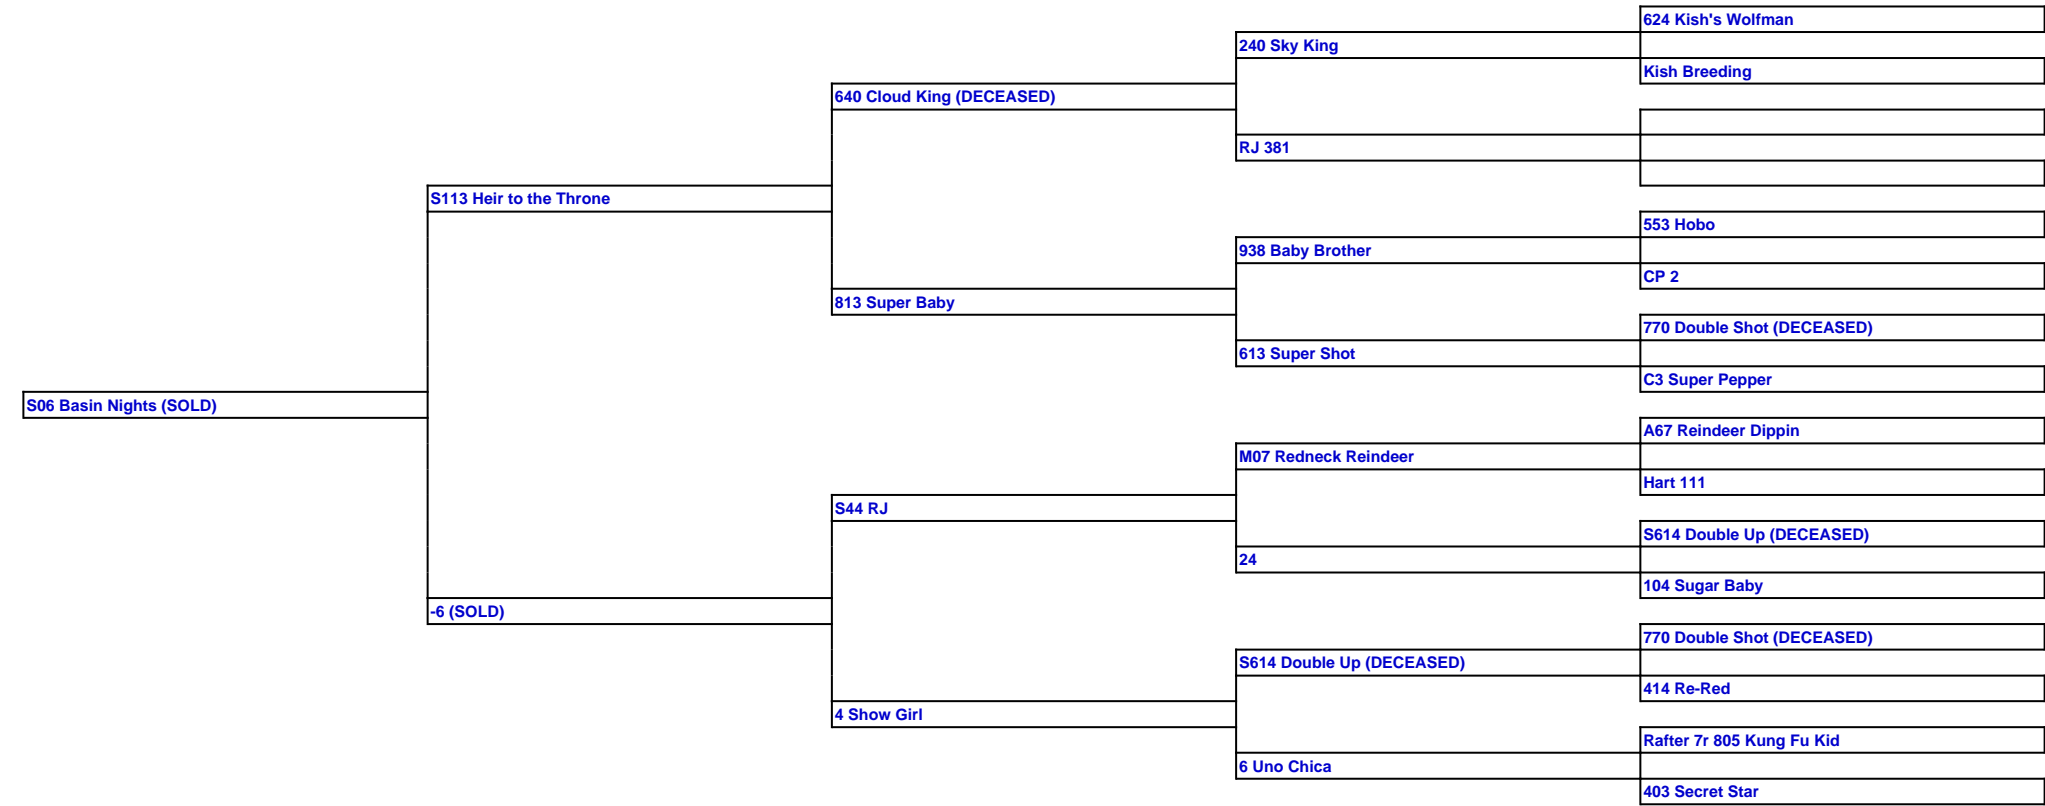 624 Kish's Wolfman
240 Sky King
Kish Breeding
640 Cloud King (DECEASED)
RJ 381
S113 Heir to the Throne
553 Hobo
938 Baby Brother
CP 2
813 Super Baby
770 Double Shot (DECEASED)
613 Super Shot
C3 Super Pepper
S06 Basin Nights (SOLD)
A67 Reindeer Dippin
M07 Redneck Reindeer
Hart 111
S44 RJ
S614 Double Up (DECEASED)
24
104 Sugar Baby
-6 (SOLD)
770 Double Shot (DECEASED)
S614 Double Up (DECEASED)
414 Re-Red
4 Show Girl
Rafter 7r 805 Kung Fu Kid
6 Uno Chica
403 Secret Star